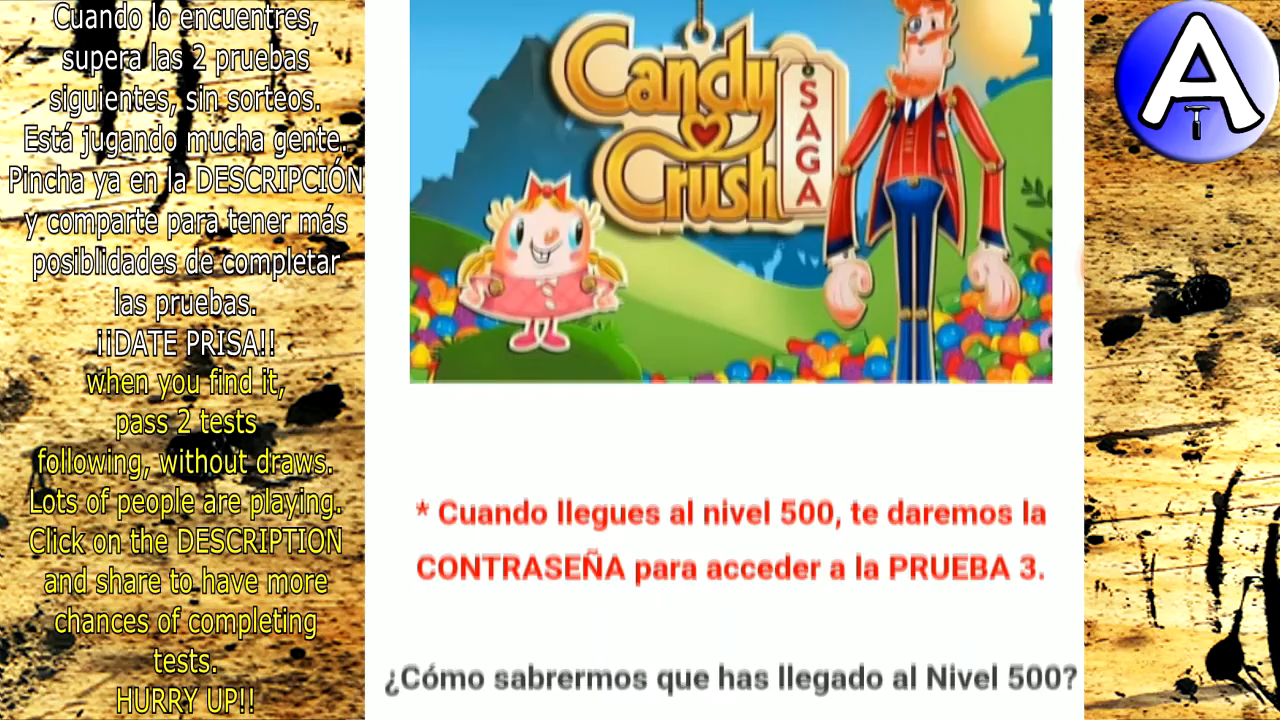 Cuando lo encuentres,
supera las 2 pruebas
siguientes, sin sorteos.
Está jugando mucha gente.
Pincha ya en la DESCRIPCIÓN
y comparte para tener más
posiblidades de completar
las pruebas.
¡¡DATE PRISA!!
when you find it,
pass 2 tests
following, without draws.
Lots of people are playing.
Click on the DESCRIPTION
and share to have more
chances of completing
tests.
HURRY UP!!
Candy
Crush
SAGA
* Cuando llegues al nivel 500, te daremos la
CONTRASEÑA para acceder a la PRUEBA 3.
¿Cómo sabrermos que has llegado al Nivel 500?
A